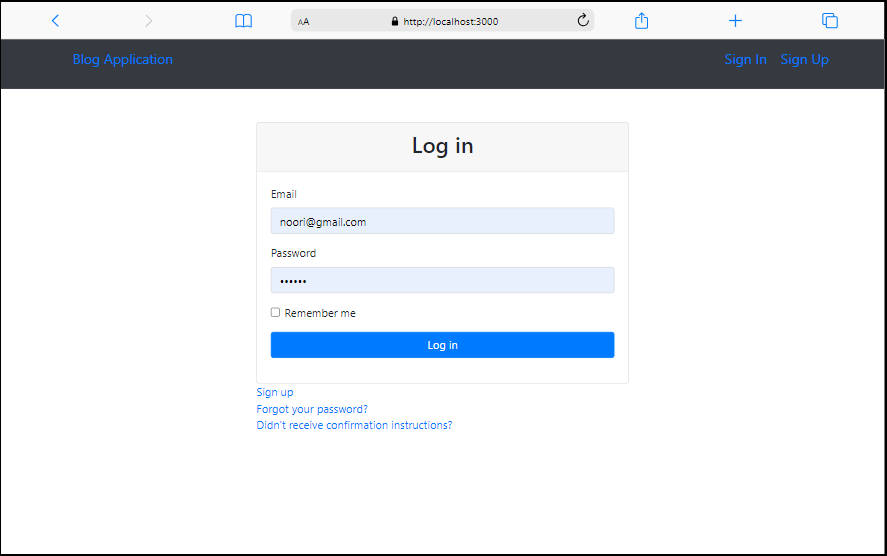 AA http://localhost:3000
Blog Application Sign In Sign Up
Log in
Email
noori@gmail.com
Password
••••••
Remember me
Log in
Sign up
Forgot your password?
Didn't receive confirmation instructions?